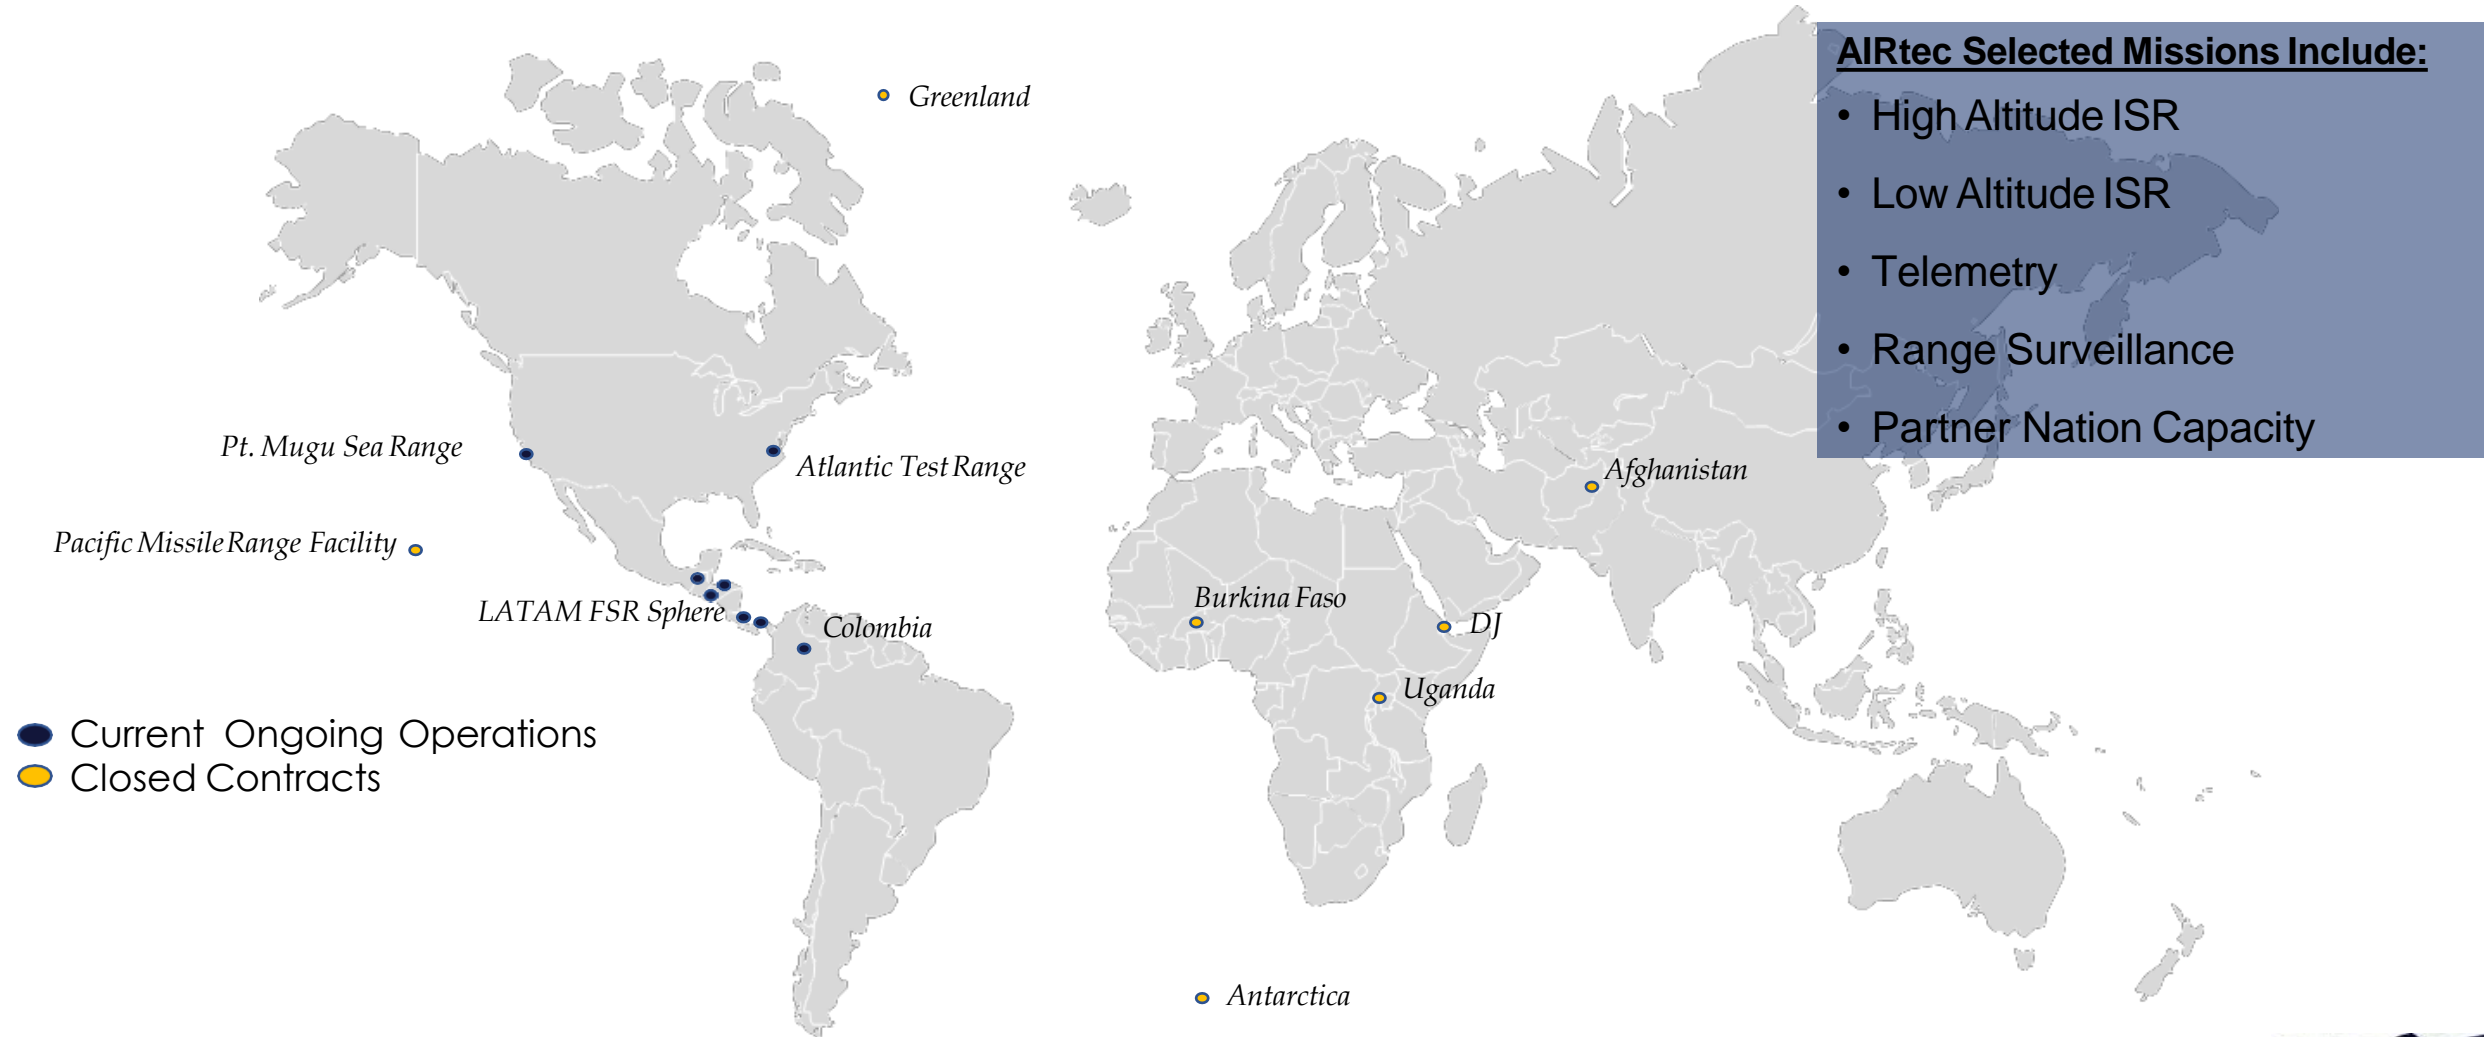 AIRtec Selected Missions Include:
• High Altitude ISR
• Low Altitude ISR
• Telemetry
• Range Surveillance
• Partner Nation Capacity
Greenland
Pt. Mugu Sea Range
Atlantic Test Range
Afghanistan
Pacific Missile Range Facility
LATAM FSR Sphere
Colombia
Burkina Faso
DJ
Uganda
Current Ongoing Operations
Closed Contracts
Antarctica